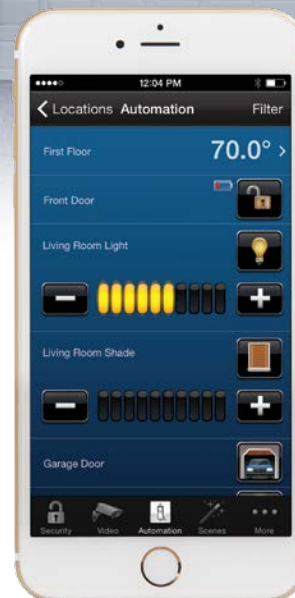 12:04 PM
Locations Automation Filter
First Floor 70.0°
Front Door
Living Room Light
Living Room Shade
Garage Door
Security Video Automation Scenes More